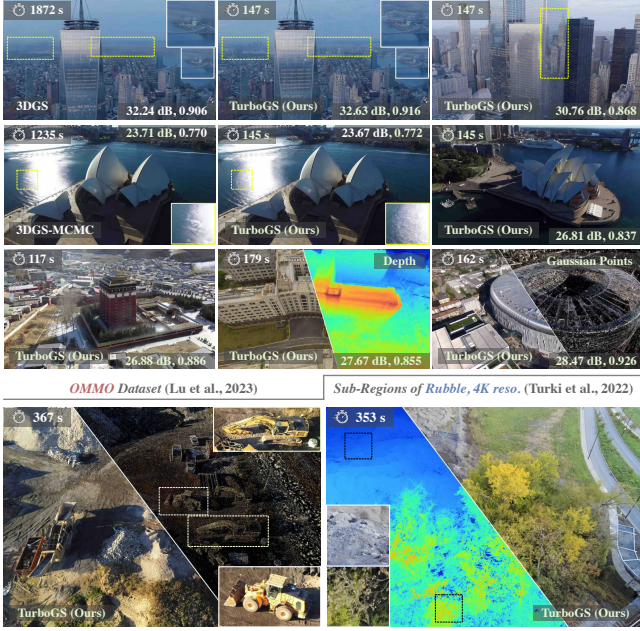 1872 s
3DGS
32.24 dB, 0.906
147 s
TurboGS (Ours)
32.63 dB, 0.916
147 s
30.76 dB, 0.868
1235 s
23.71 dB, 0.770
3DGS-MCMC
145 s
23.67 dB, 0.772
TurboGS (Ours)
145 s
26.81 dB, 0.837
117 s
TurboGS (Ours)
26.88 dB, 0.886
179 s
Depth
27.67 dB, 0.855
162 s
Gaussian Points
TurboGS (Ours)
28.47 dB, 0.926
OMMO Dataset (Lu et al., 2023)
Sub-Regions of Rubble, 4K reso. (Turki et al., 2022)
367 s
TurboGS (Ours)
353 s
TurboGS (Ours)